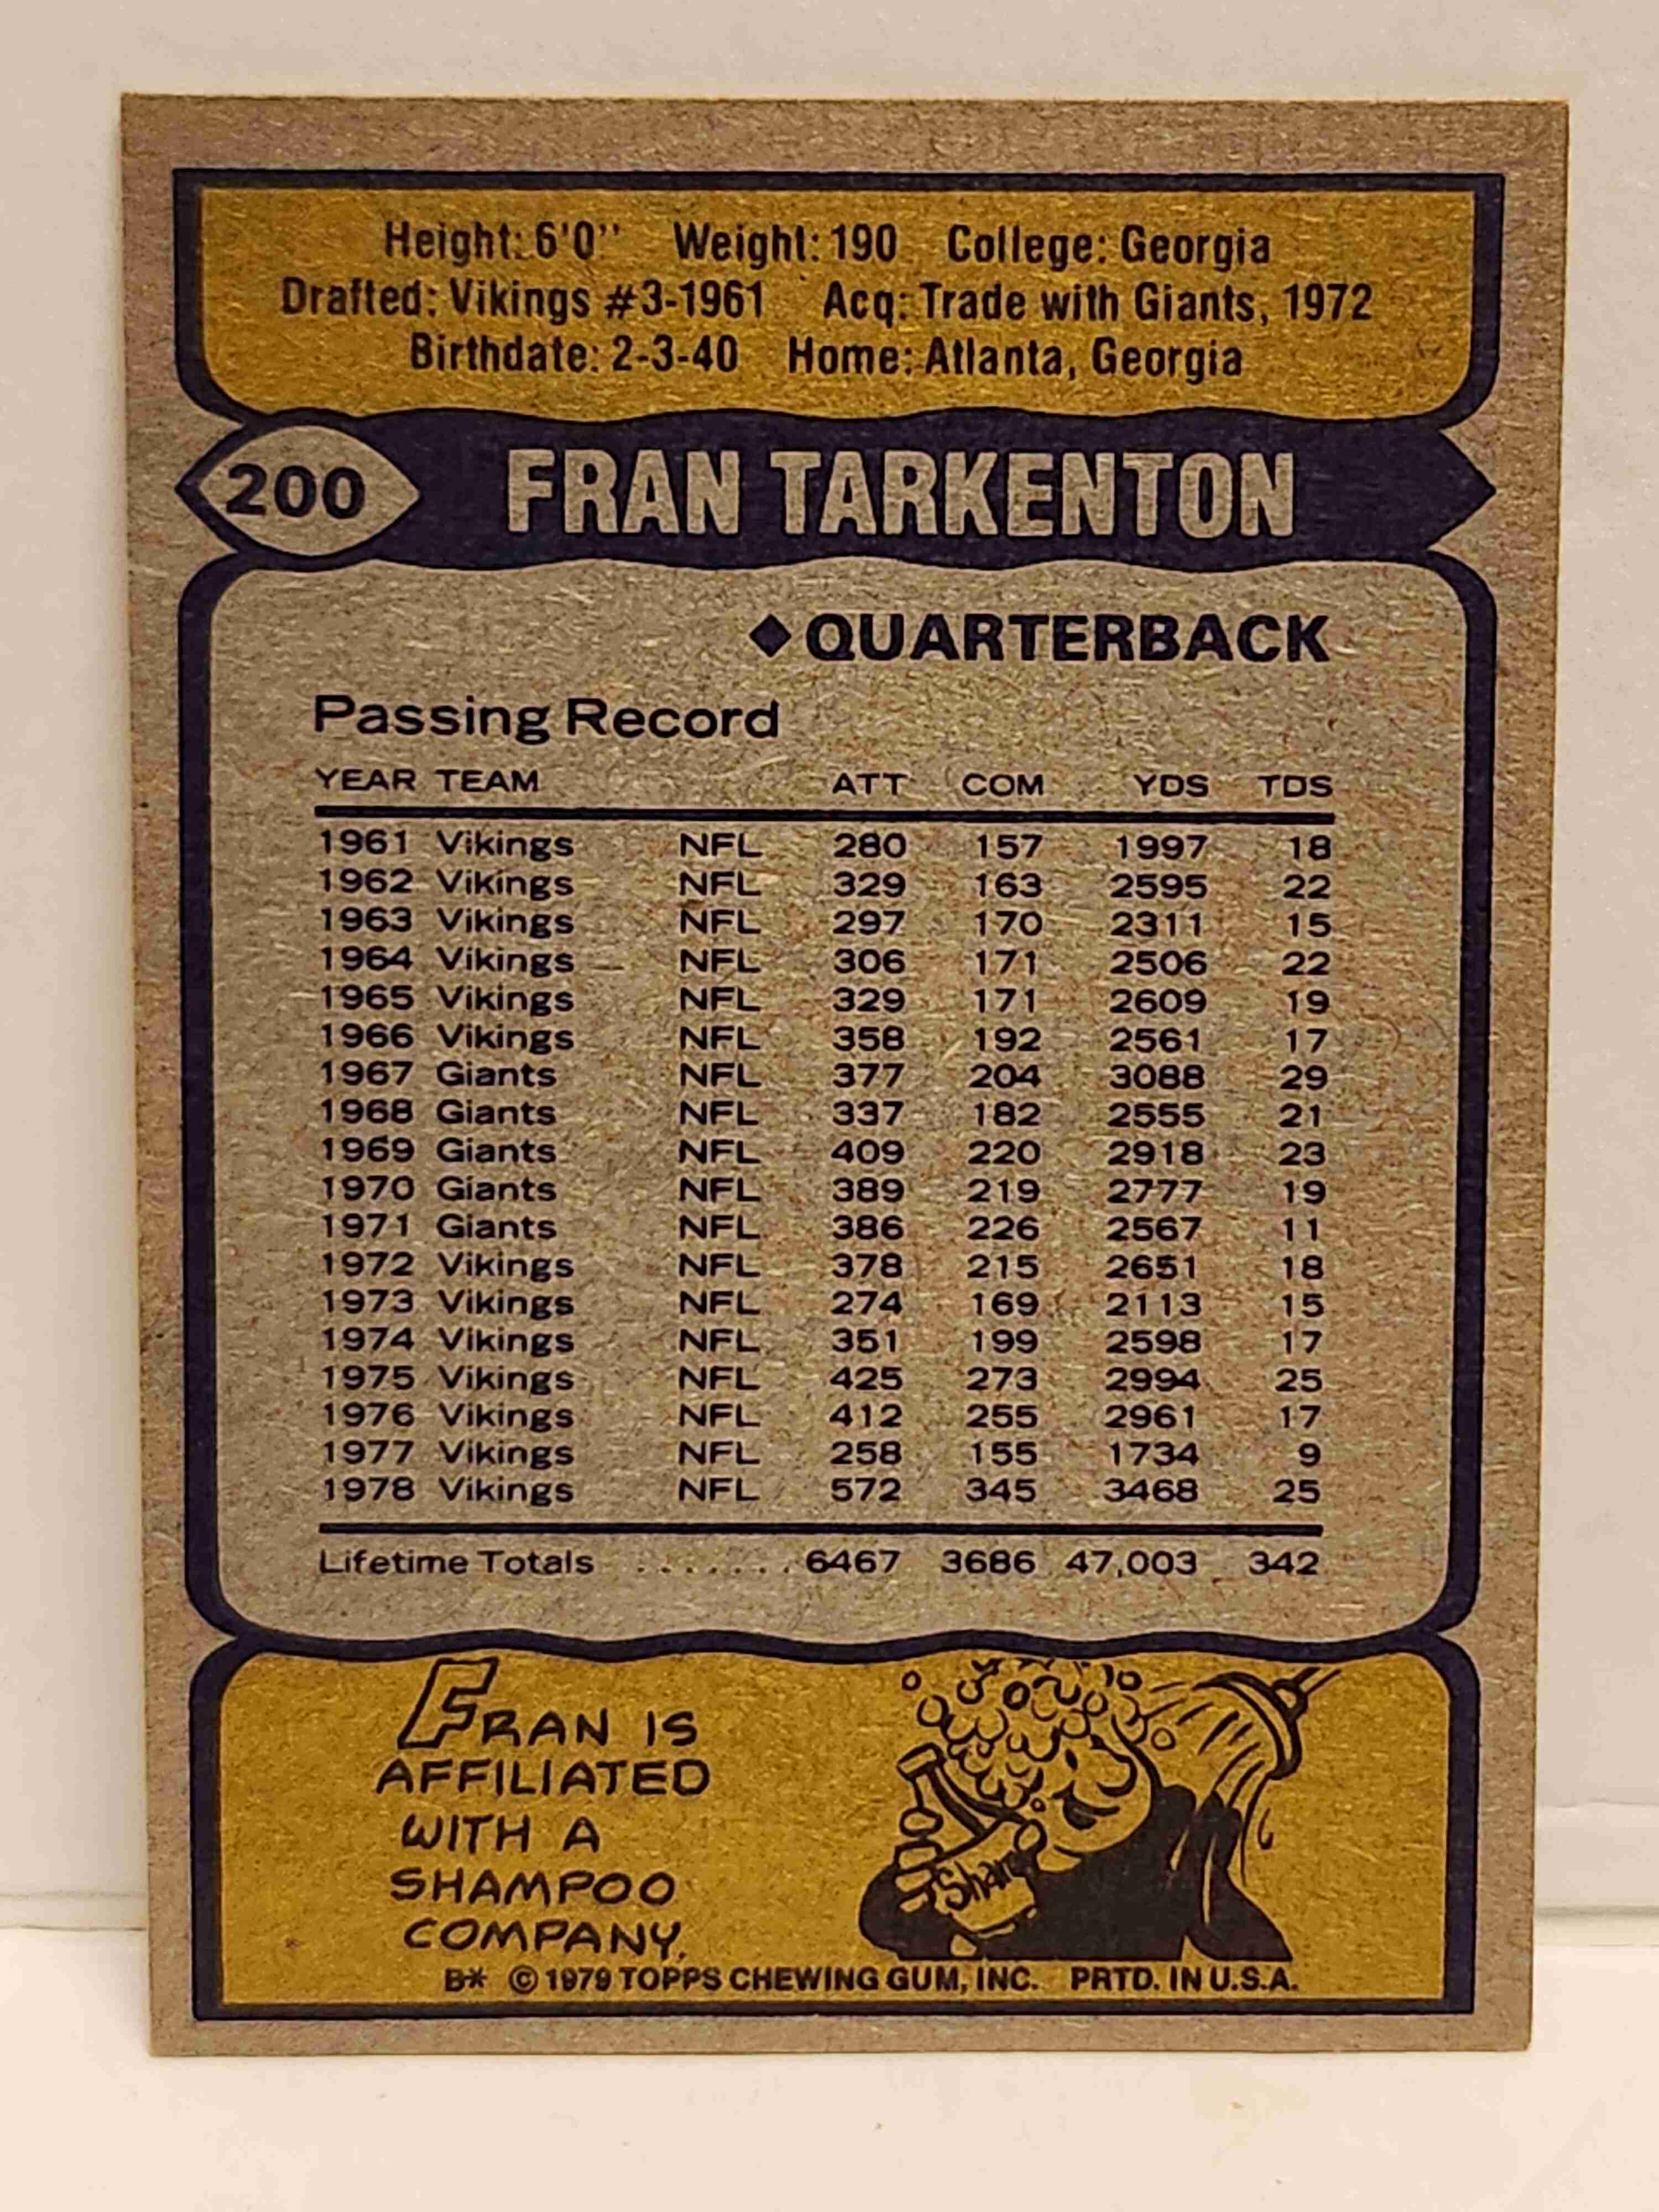 Height: 6'0'' Weight: 190 College: Georgia
Drafted: Vikings #3-1961 Acq: Trade with Giants, 1972
Birthdate: 2-3-40 Home: Atlanta, Georgia
200 FRAN TARKENTON
◆QUARTERBACK
Passing Record
YEAR TEAM ATT COM YDS TDS
1961 Vikings NFL 280 157 1997 18
1962 Vikings NFL 329 163 2595 22
1963 Vikings NFL 297 170 2311 15
1964 Vikings NFL 306 171 2506 22
1965 Vikings NFL 329 171 2609 19
1966 Vikings NFL 358 192 2561 17
1967 Giants NFL 377 204 3088 29
1968 Giants NFL 337 182 2555 21
1969 Giants NFL 409 220 2918 23
1970 Giants NFL 389 219 2777 19
1971 Giants NFL 386 226 2567 11
1972 Vikings NFL 378 215 2651 18
1973 Vikings NFL 274 169 2113 15
1974 Vikings NFL 351 199 2598 17
1975 Vikings NFL 425 273 2994 25
1976 Vikings NFL 412 255 2961 17
1977 Vikings NFL 258 155 1734 9
1978 Vikings NFL 572 345 3468 25
Lifetime Totals ....... 6467 3686 47,003 342
FRAN IS
AFFILIATED
WITH A
SHAMPOO
COMPANY.
Sham
B* © 1979 TOPPS CHEWING GUM, INC. PRTD. IN U.S.A.